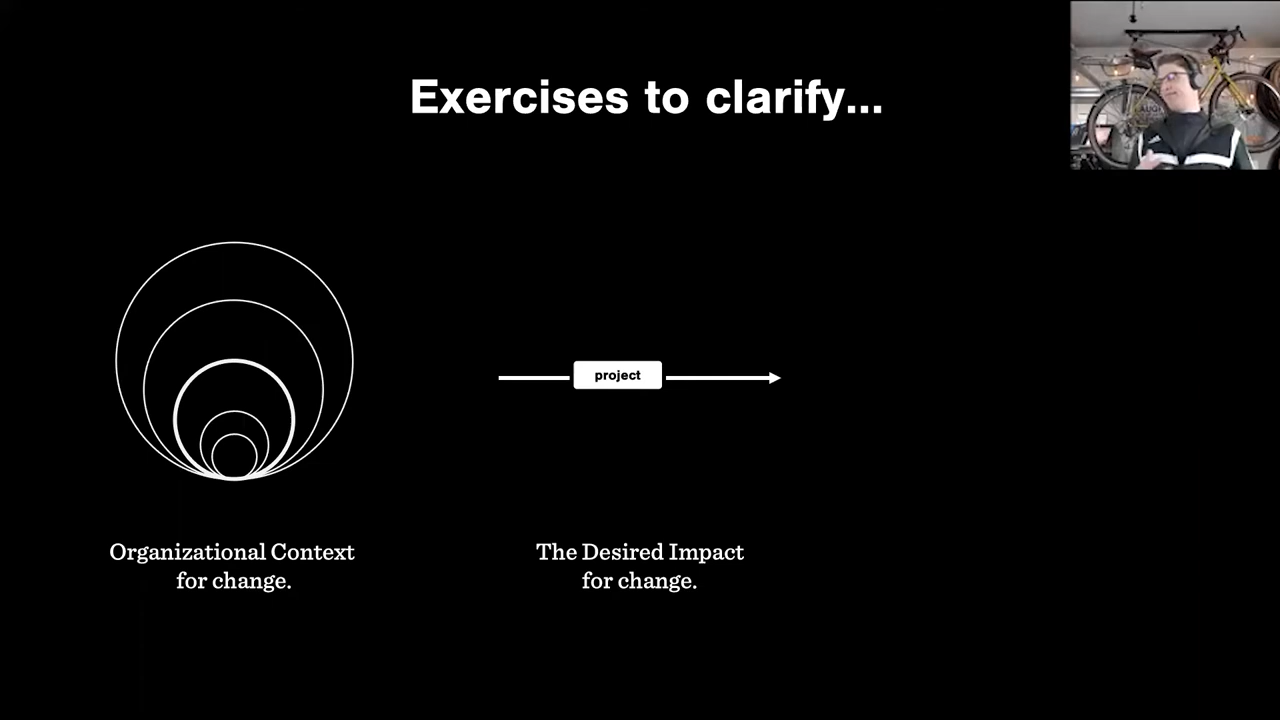 Exercises to clarify...
project
Organizational Context
for change.
The Desired Impact
for change.